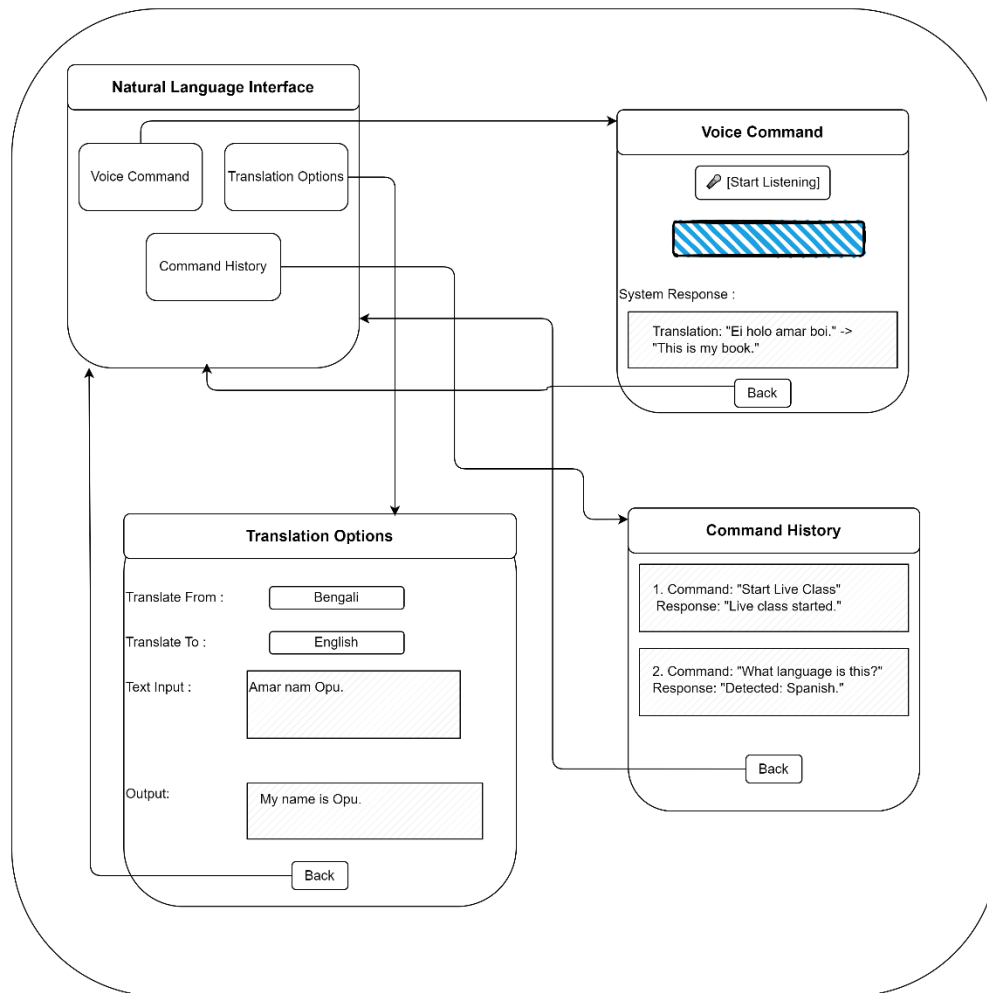 Natural Language Interface
Voice Command
Translation Options
Command History
Voice Command
[Start Listening]
System Response :
Translation: "Ei holo amar boi." ->
"This is my book."
Back
Translation Options
Translate From :
Bengali
Translate To :
English
Text Input :
Amar nam Opu.
Output:
My name is Opu.
Back
Command History
1. Command: "Start Live Class"
Response: "Live class started."
2. Command: "What language is this?"
Response: "Detected: Spanish."
Back